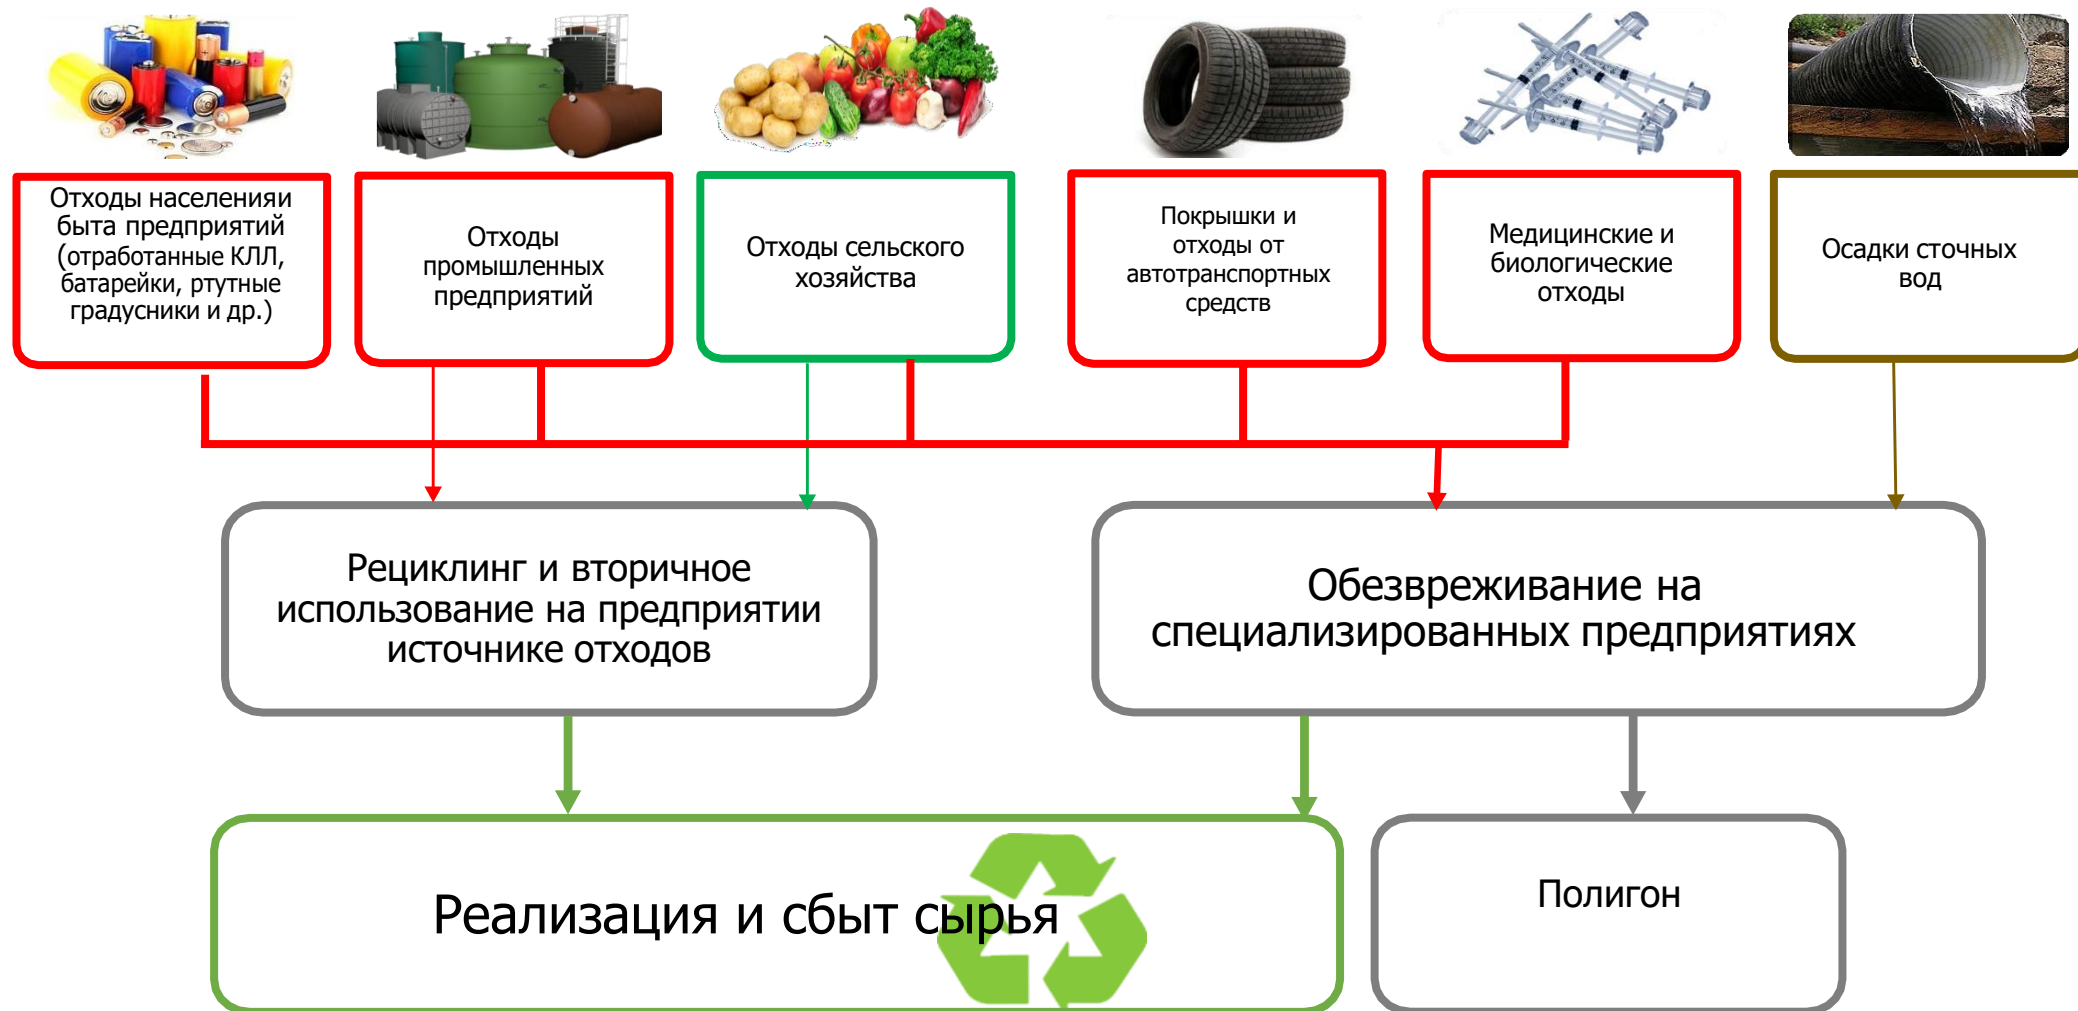 Отходы населенияи
быта предприятий
(отработанные КЛЛ,
батарейки, ртутные
градусники и др.)
Отходы
промышленных
предприятий
Отходы сельского
хозяйства
Покрышки и
отходы от
автотранспортных
средств
Медицинские и
биологические
отходы
Осадки сточных
вод
Рециклинг и вторичное
использование на предприятии
источнике отходов
Обезвреживание на
специализированных предприятиях
Реализация и сбыт сырья
Полигон